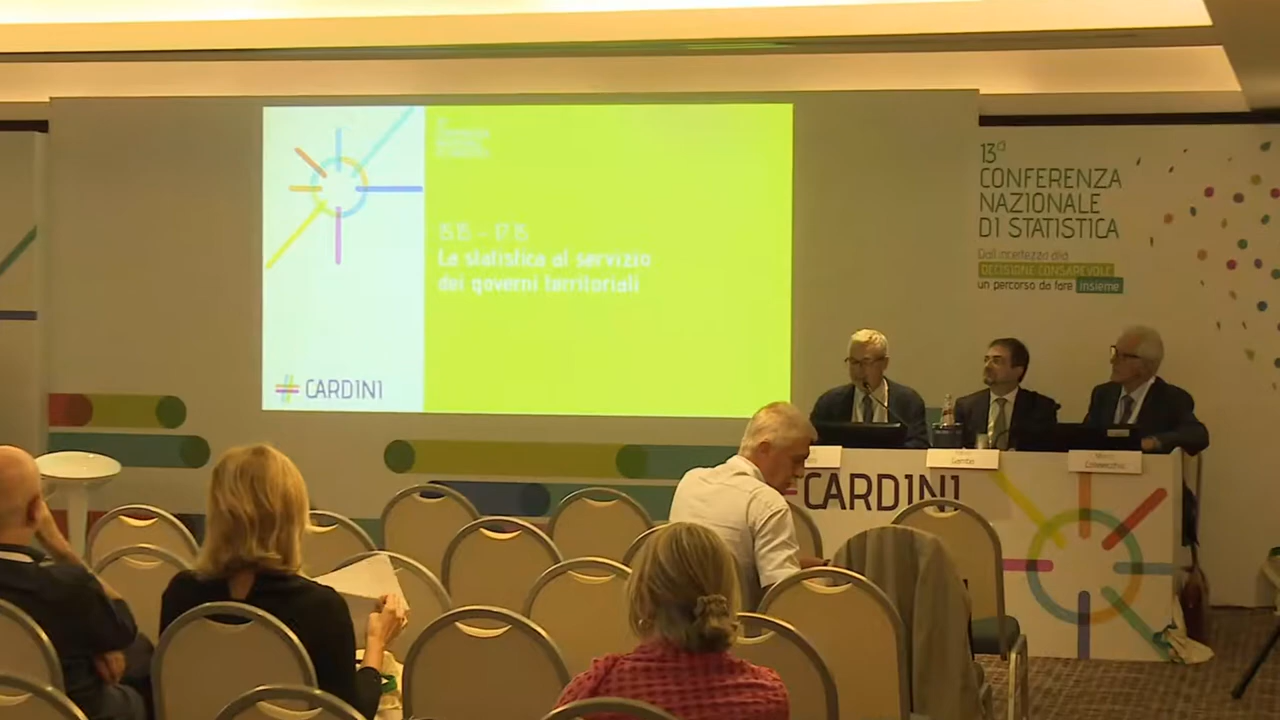 15.15 - 17.15
La statistica al servizio
dei governi territoriali
# CARDINI
13ª
CONFERENZA
NAZIONALE
DI STATISTICA
Dall'incertezza alla
DECISIONE CONSAPEVOLE
un percorso da fare insieme
#CARDINI